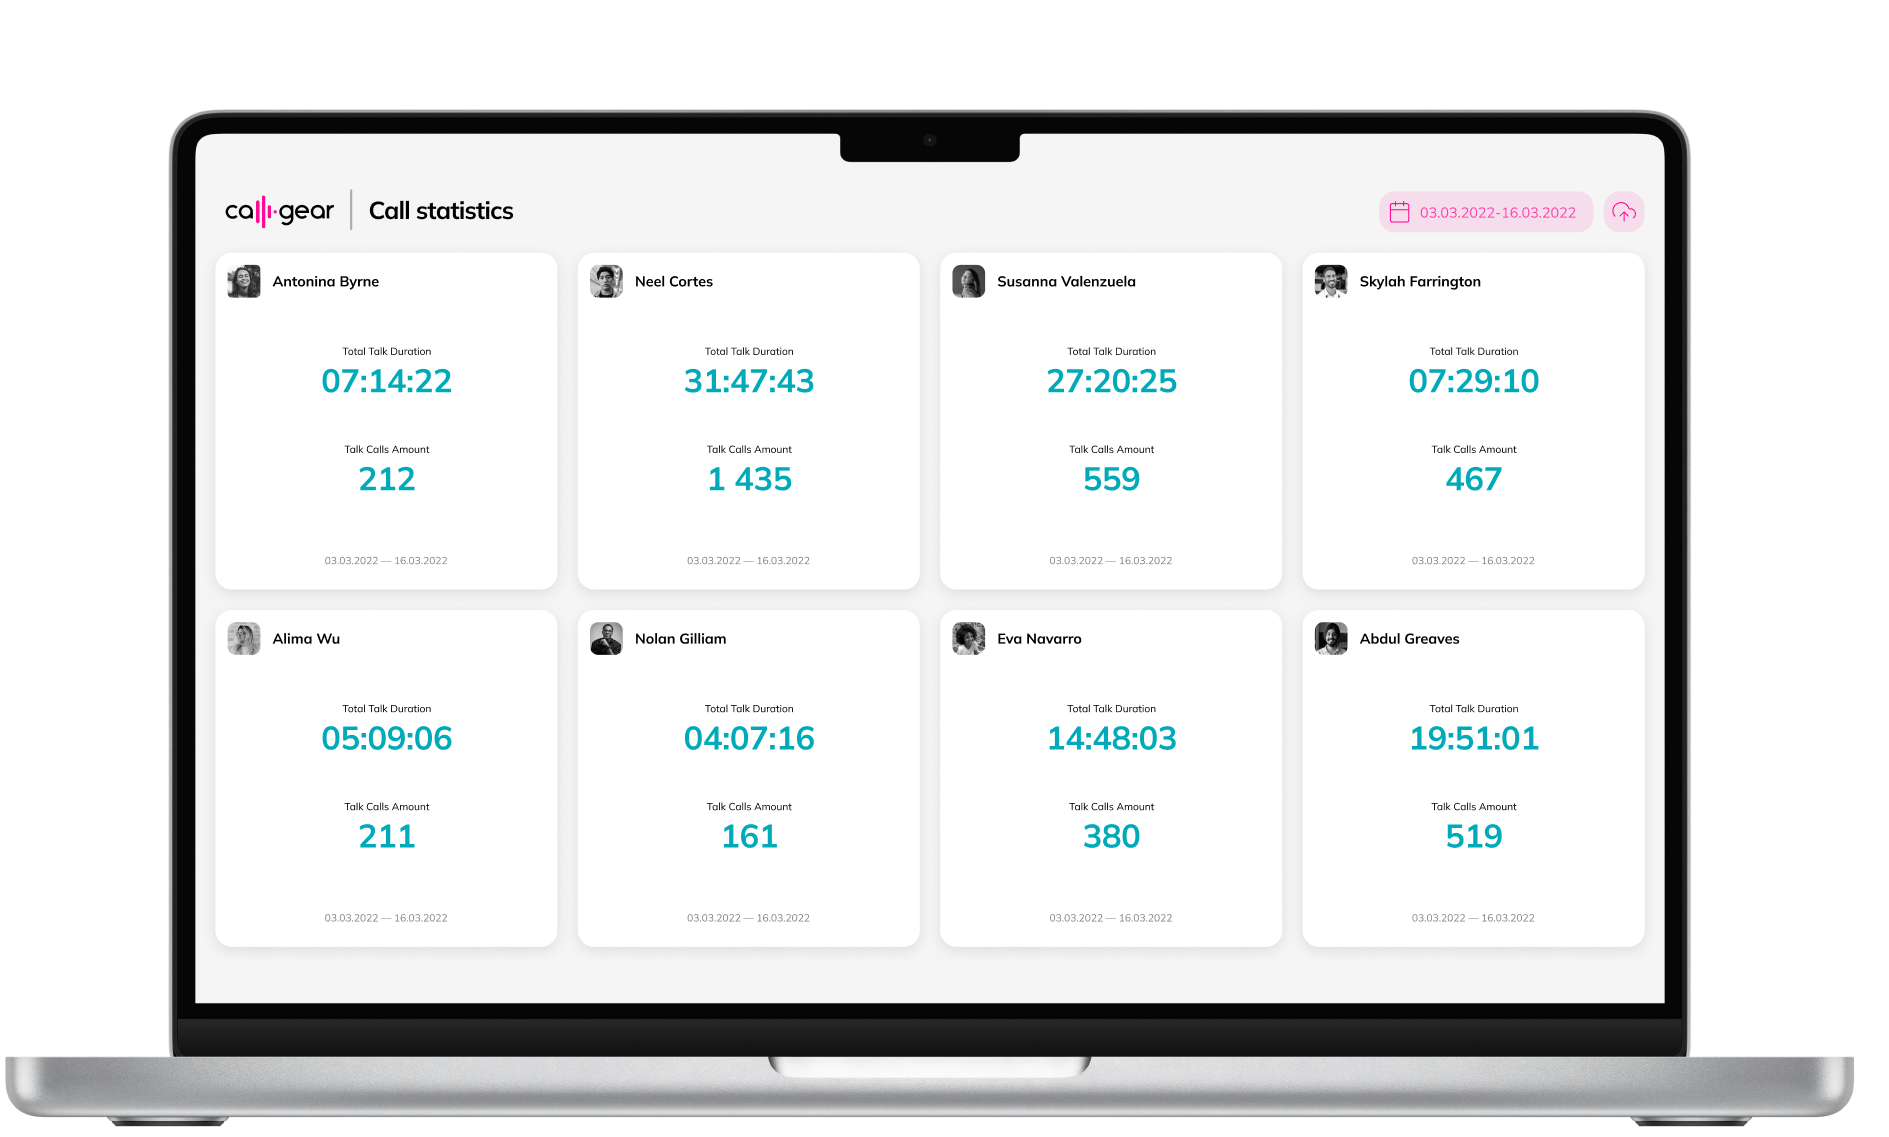 callgear
Call statistics
03.03.2022-16.03.2022
Antonina Byrne
Total Talk Duration
07:14:22
Talk Calls Amount
212
03.03.2022 — 16.03.2022
Neel Cortes
Total Talk Duration
31:47:43
Talk Calls Amount
1 435
03.03.2022 — 16.03.2022
Susanna Valenzuela
Total Talk Duration
27:20:25
Talk Calls Amount
559
03.03.2022 — 16.03.2022
Skylah Farrington
Total Talk Duration
07:29:10
Talk Calls Amount
467
03.03.2022 — 16.03.2022
Alima Wu
Total Talk Duration
05:09:06
Talk Calls Amount
211
03.03.2022 — 16.03.2022
Nolan Gilliam
Total Talk Duration
04:07:16
Talk Calls Amount
161
03.03.2022 — 16.03.2022
Eva Navarro
Total Talk Duration
14:48:03
Talk Calls Amount
380
03.03.2022 — 16.03.2022
Abdul Greaves
Total Talk Duration
19:51:01
Talk Calls Amount
519
03.03.2022 — 16.03.2022